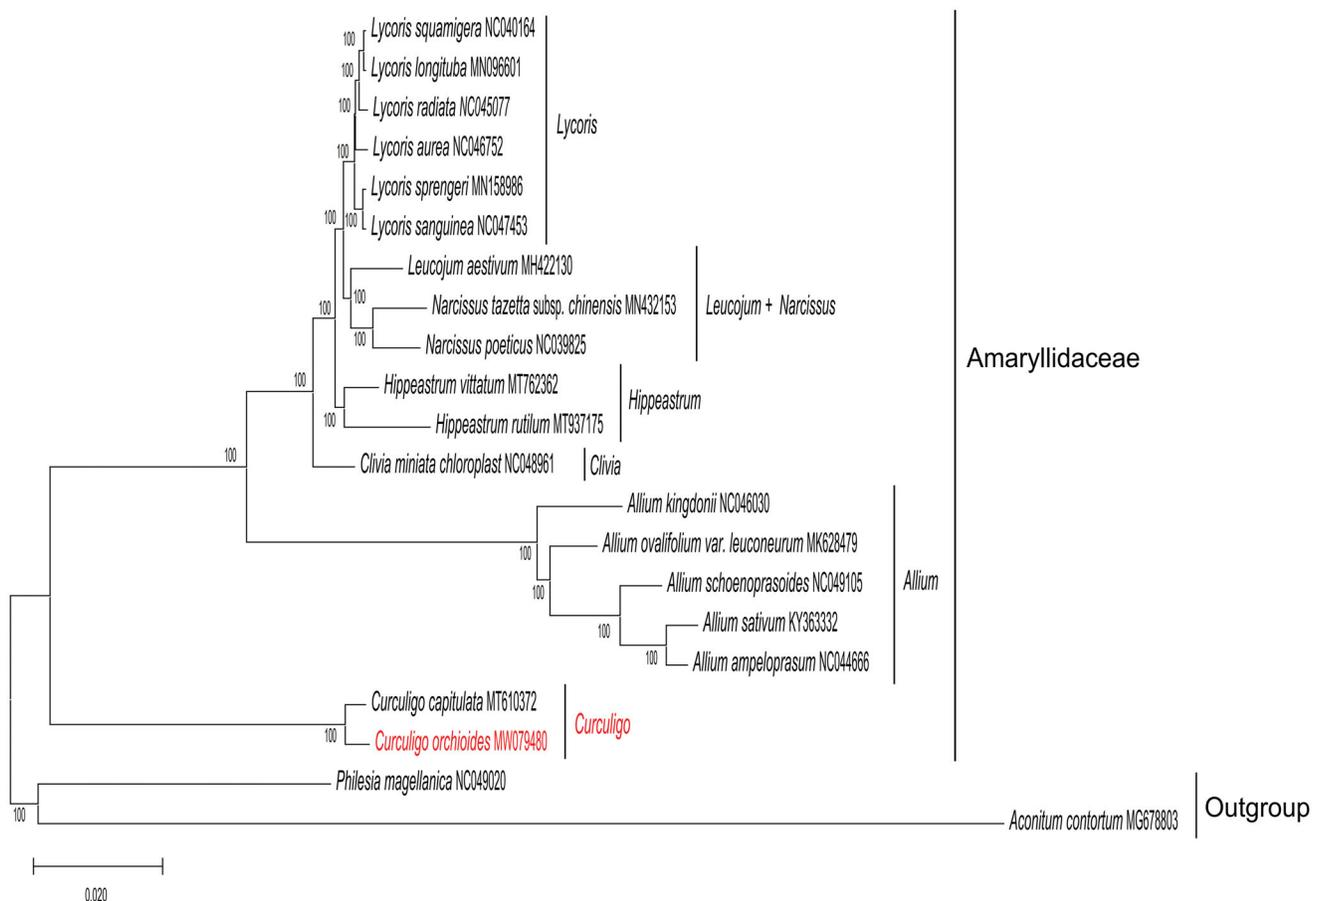 100
Lycoris squamigera NC040164
100
Lycoris longituba MN096601
100
Lycoris radiata NC045077
Lycoris
100
Lycoris aurea NC046752
Lycoris sprengeri MN158986
100
100
Lycoris sanguinea NC047453
Leucojum aestivum MH422130
100
100
Narcissus tazetta subsp. chinensis MN432153
Leucojum + Narcissus
100
Narcissus poeticus NC039825
Amaryllidaceae
100
Hippeastrum vittatum MT762362
Hippeastrum
100
Hippeastrum rutilum MT937175
100
Clivia miniata chloroplast NC048961
Clivia
Allium kingdonii NC046030
100
Allium ovalifolium var. leuconeurum MK628479
100
Allium schoenoprasoides NC049105
Allium
100
Allium sativum KY363332
100
Allium ampeloprasum NC044666
Curculigo capitulata MT610372
Curculigo
100
Curculigo orchioides MW079480
Philesia magellanica NC049020
100
Outgroup
Aconitum contortum MG678803
0.020